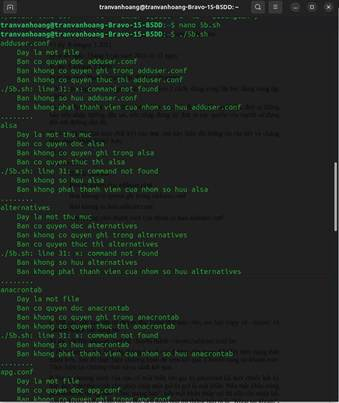 tranvanhoang@tranvanhoang-Bravo-15-B5DD: ~
tranvanhoang@tranvanhoang-Bravo-15-B5DD:~$ nano 5b.sh
tranvanhoang@tranvanhoang-Bravo-15-B5DD:~$ ./5b.sh
adduser.conf
Day la mot file
Ban co quyen doc adduser.conf
Ban khong co quyen ghi trong adduser.conf
Ban khong co quyen thuc thi adduser.conf
./5b.sh: line 31: x: command not found
Ban khong so huu adduser.conf
Ban khong phai thanh vien cua nhom so huu adduser.conf
........
alsa
Day la mot thu muc
Ban co quyen doc alsa
Ban khong co quyen ghi trong alsa
Ban co quyen thuc thi alsa
./5b.sh: line 31: x: command not found
Ban khong so huu alsa
Ban khong phai thanh vien cua nhom so huu alsa
........
alternatives
Day la mot thu muc
Ban co quyen doc alternatives
Ban khong co quyen ghi trong alternatives
Ban co quyen thuc thi alternatives
./5b.sh: line 31: x: command not found
Ban khong so huu alternatives
Ban khong phai thanh vien cua nhom so huu alternatives
........
anacrontab
Day la mot file
Ban co quyen doc anacrontab
Ban khong co quyen ghi trong anacrontab
Ban khong co quyen thuc thi anacrontab
./5b.sh: line 31: x: command not found
Ban khong so huu anacrontab
Ban khong phai thanh vien cua nhom so huu anacrontab
........
apg.conf
Day la mot file
Ban co quyen doc apg.conf
Ban khong co quyen ghi trong apg.conf